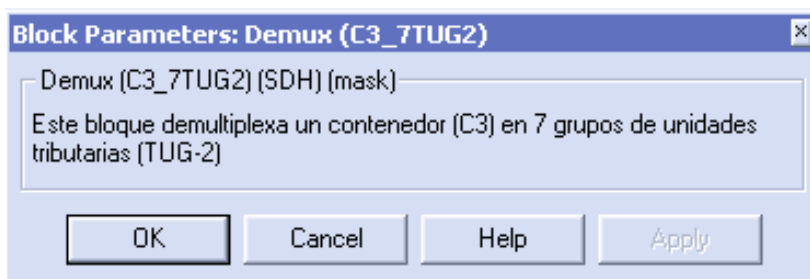 Block Parameters: Demux (C3_7TUG2)
Demux (C3_7TUG2) (SDH) (mask)
Este bloque demultiplexa un contenedor (C3) en 7 grupos de unidades
tributarias (TUG-2)
OK Cancel Help Apply